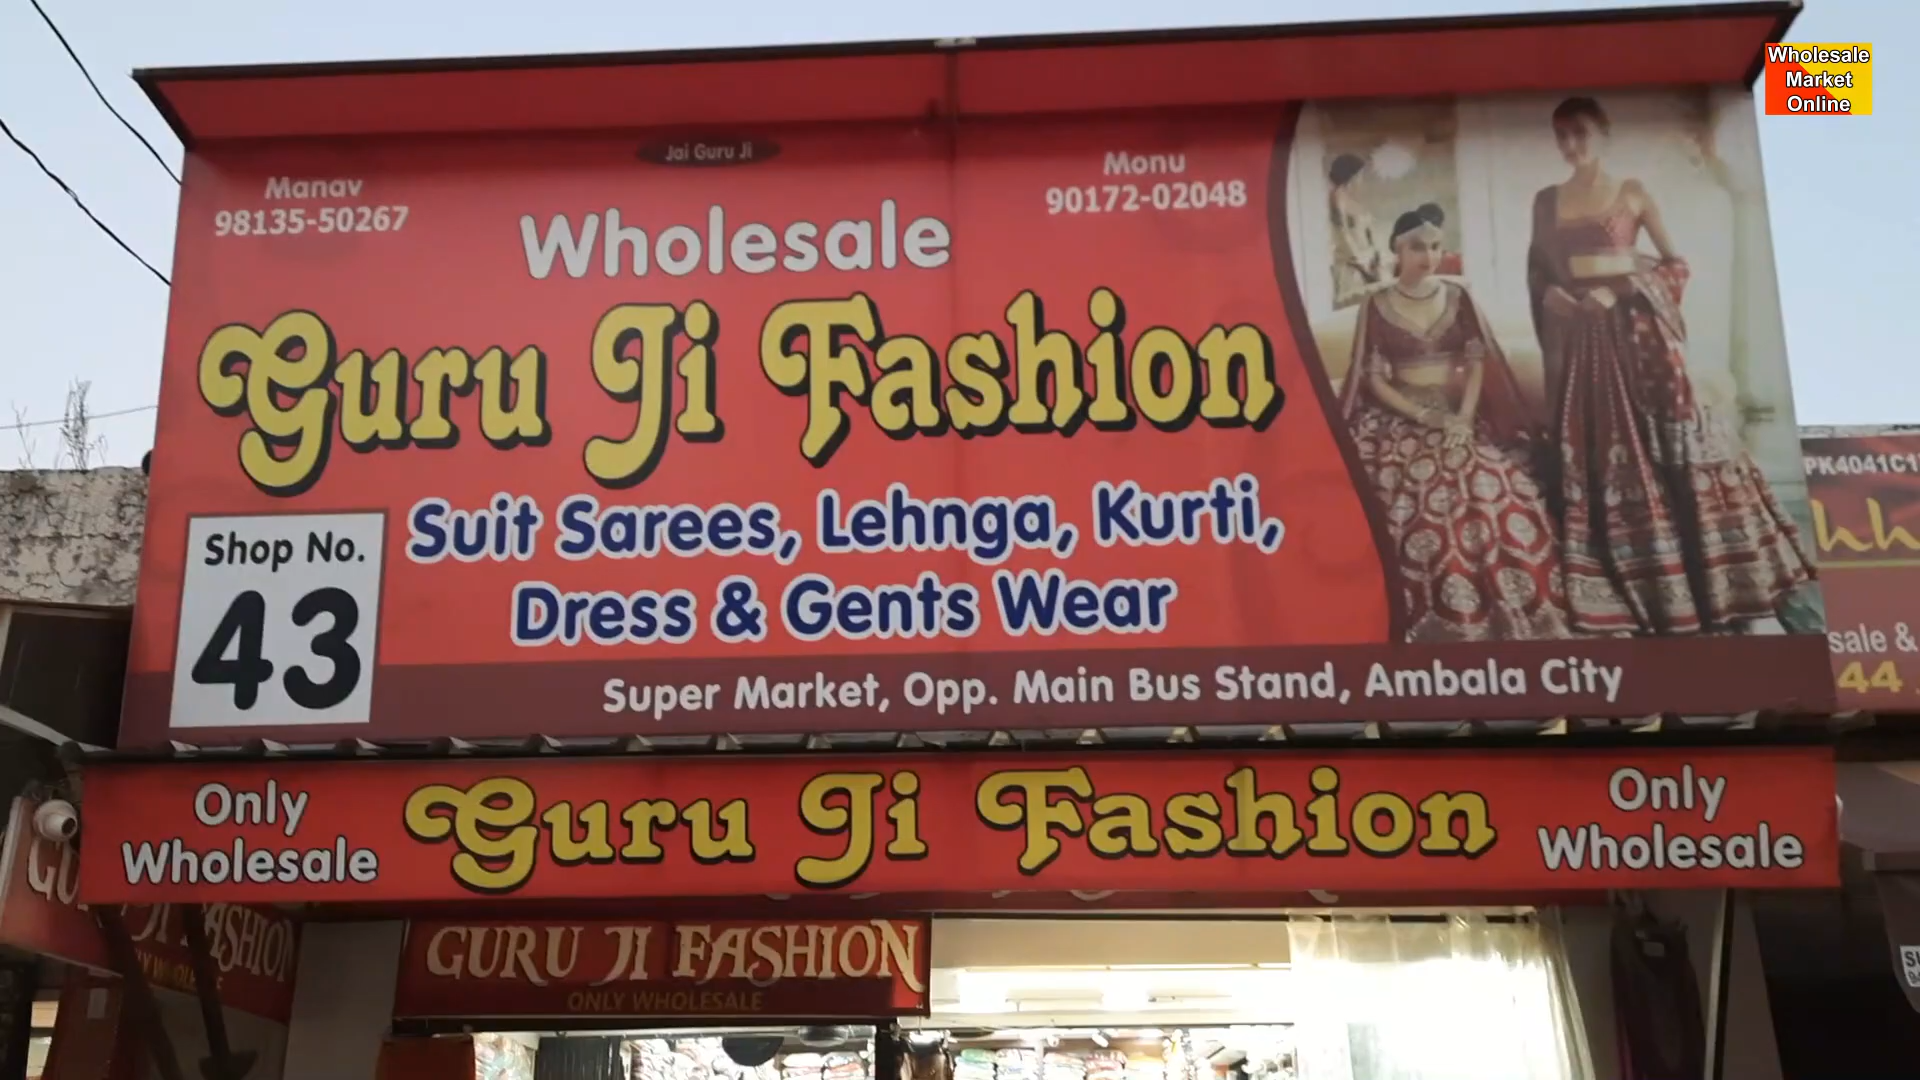 Wholesale
Market
Online
Jai Guru Ji
Manav
98135-50267
Monu
90172-02048
Wholesale
Guru Ji Fashion
Shop No.
43
Suit Sarees, Lehnga, Kurti,
Dress & Gents Wear
Super Market, Opp. Main Bus Stand, Ambala City
Only
Wholesale
Guru Ji Fashion
Only
Wholesale
GURU JI FASHION
ONLY WHOLESALE
JI FASHION
PK4041C1
sale &
44